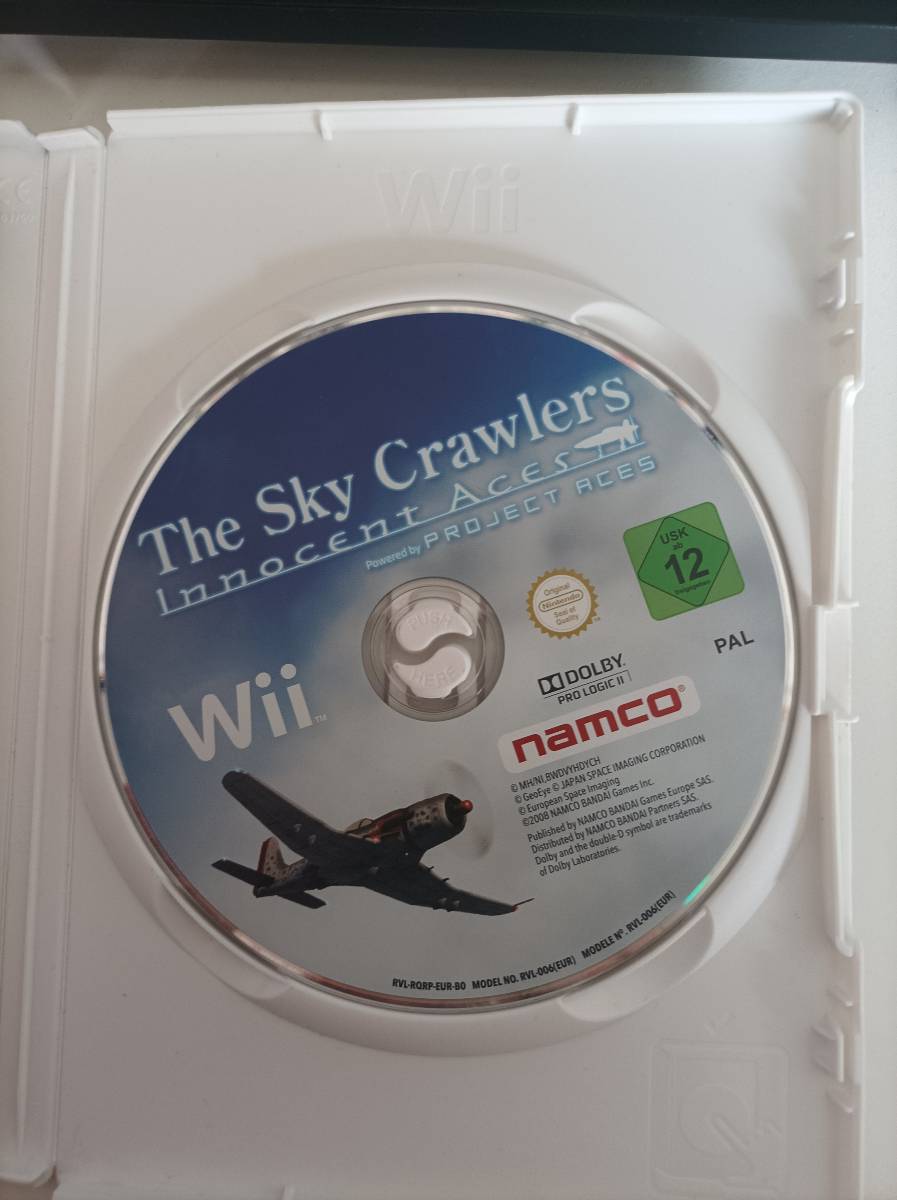 Wii
The Sky Crawlers
Innocent Aces
Powered by PROJECT ACES
USK
ab
12
freigegeben
Original
Nintendo
Seal of
Quality
TM
PUSH
HERE
PAL
Wii TM
DOLBY
PRO LOGIC II
namco®
© MH/NI,BWDVYHDYCH
© GeoEye © JAPAN SPACE IMAGING CORPORATION
© European Space Imaging
©2008 NAMCO BANDAI Games Inc.
Published by NAMCO BANDAI Games Europe SAS.
Distributed by NAMCO BANDAI Partners SAS.
Dolby and the double-D symbol are trademarks
of Dolby Laboratories.
RVL-RQRP-EUR-B0 MODEL NO. RVL-006(EUR) MODELE Nº. RVL-006(EUR)